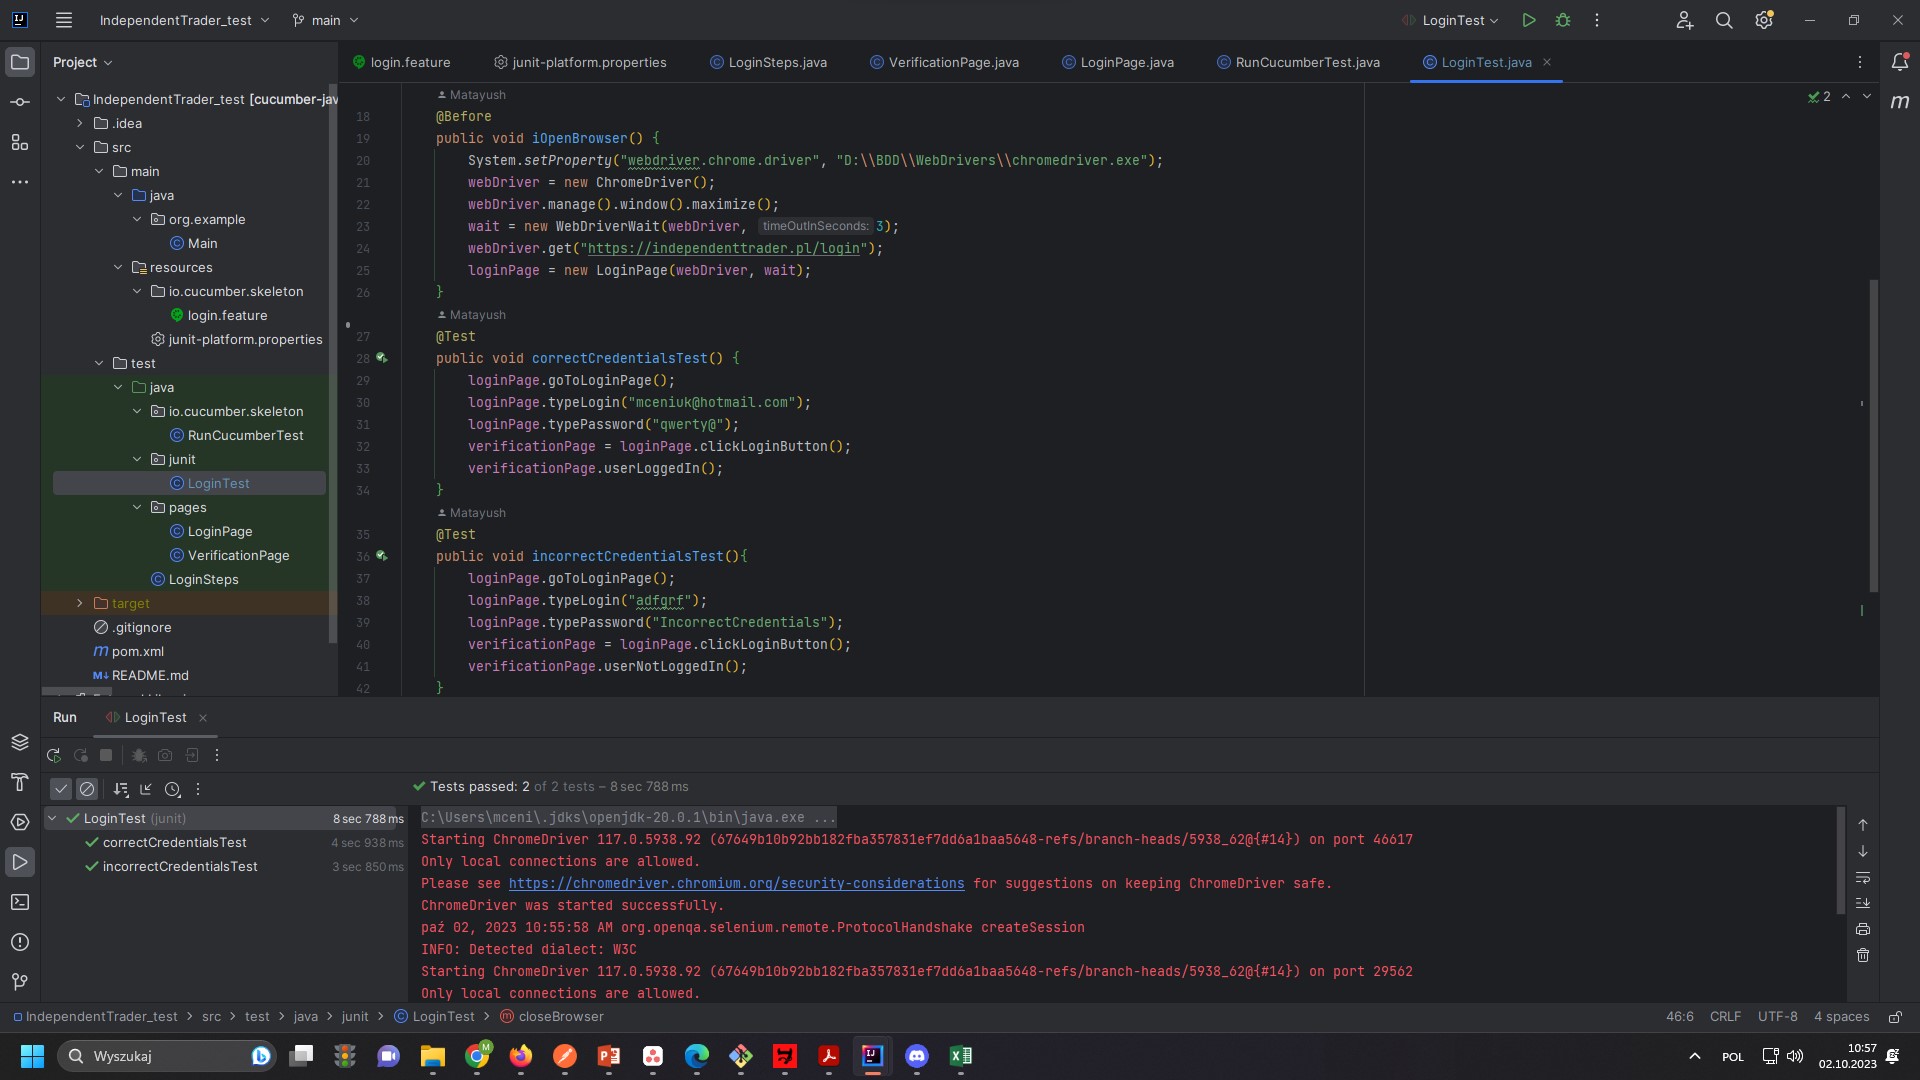 IndependentTrader_test
main
LoginTest
Project
login.feature
junit-platform.properties
LoginSteps.java
VerificationPage.java
LoginPage.java
RunCucumberTest.java
LoginTest.java
IndependentTrader_test [cucumber-jav
.idea
src
main
java
org.example
Main
resources
io.cucumber.skeleton
login.feature
junit-platform.properties
test
java
io.cucumber.skeleton
RunCucumberTest
junit
LoginTest
pages
LoginPage
VerificationPage
LoginSteps
target
.gitignore
pom.xml
README.md
2
Matayush
18 @Before
19 public void iOpenBrowser() {
20 System.setProperty("webdriver.chrome.driver", "D:\\BDD\\WebDrivers\\chromedriver.exe");
21 webDriver = new ChromeDriver();
22 webDriver.manage().window().maximize();
23 wait = new WebDriverWait(webDriver, timeOutInSeconds: 3);
24 webDriver.get("https://independenttrader.pl/login");
25 loginPage = new LoginPage(webDriver, wait);
26 }
Matayush
27 @Test
28 public void correctCredentialsTest() {
29 loginPage.goToLoginPage();
30 loginPage.typeLogin("mceniuk@hotmail.com");
31 loginPage.typePassword("qwerty@");
32 verificationPage = loginPage.clickLoginButton();
33 verificationPage.userLoggedIn();
34 }
Matayush
35 @Test
36 public void incorrectCredentialsTest(){
37 loginPage.goToLoginPage();
38 loginPage.typeLogin("adfgrf");
39 loginPage.typePassword("IncorrectCredentials");
40 verificationPage = loginPage.clickLoginButton();
41 verificationPage.userNotLoggedIn();
42 }
Run LoginTest
Tests passed: 2 of 2 tests – 8 sec 788 ms
LoginTest (junit) 8 sec 788 ms
correctCredentialsTest 4 sec 938 ms
incorrectCredentialsTest 3 sec 850 ms
C:\Users\mceni\.jdks\openjdk-20.0.1\bin\java.exe ...
Starting ChromeDriver 117.0.5938.92 (67649b10b92bb182fba357831ef7dd6a1baa5648-refs/branch-heads/5938_62@{#14}) on port 46617
Only local connections are allowed.
Please see https://chromedriver.chromium.org/security-considerations for suggestions on keeping ChromeDriver safe.
ChromeDriver was started successfully.
paź 02, 2023 10:55:58 AM org.openqa.selenium.remote.ProtocolHandshake createSession
INFO: Detected dialect: W3C
Starting ChromeDriver 117.0.5938.92 (67649b10b92bb182fba357831ef7dd6a1baa5648-refs/branch-heads/5938_62@{#14}) on port 29562
Only local connections are allowed.
IndependentTrader_test > src > test > java > junit > LoginTest > closeBrowser
46:6 CRLF UTF-8 4 spaces
Wyszukaj
POL
10:57
02.10.2023